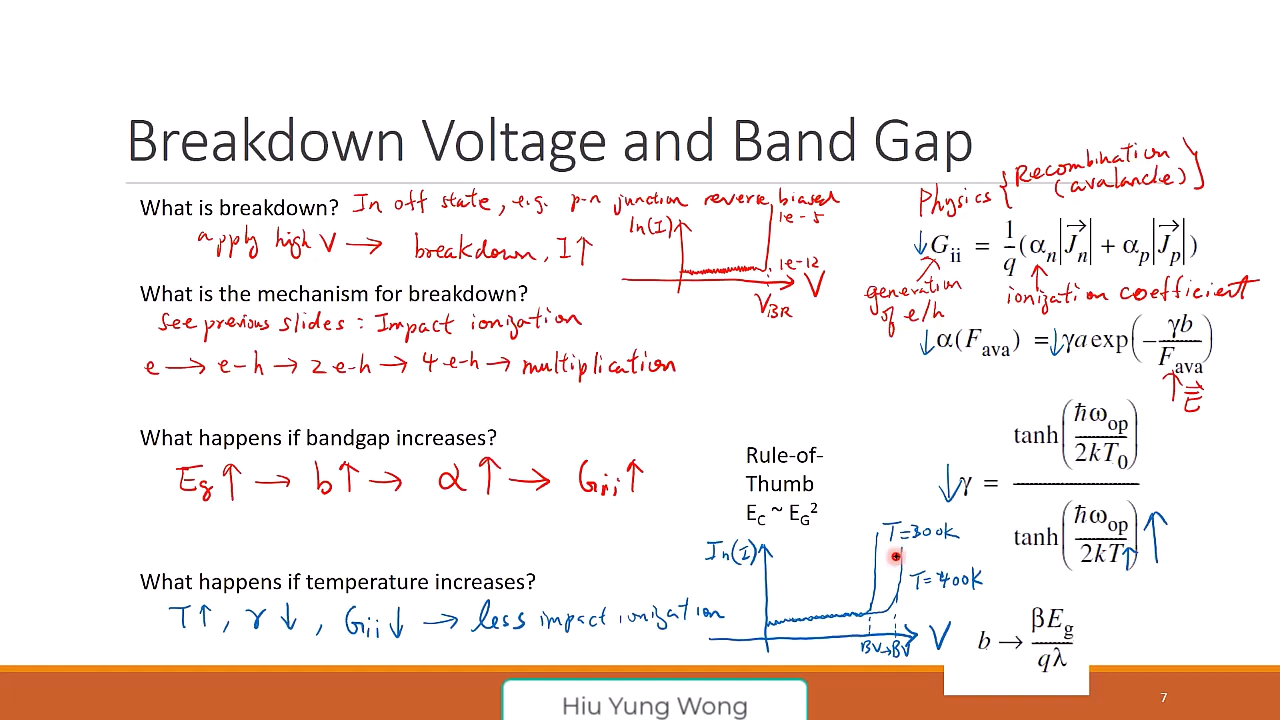 Breakdown Voltage and Band Gap
What is breakdown? In off state, e.g. p-n junction reverse biased
apply high V → breakdown, I↑
ln(I)
1e-5
1e-12
V
VBR
What is the mechanism for breakdown?
See previous slides : Impact ionization
e → e-h → 2 e-h → 4 e-h → multiplication
What happens if bandgap increases?
Eg↑ → b↑ → α↑ → Gii↑
What happens if temperature increases?
T↑, γ↓, Gii↓ → less impact ionization
Rule-of-
Thumb
EC ~ EG²
ln(I)
T=300K
T=400K
BV→BV
V
Physics { Recombination (avalanche) }
↓Gii = 1/q (αn|Jn| + αp|Jp|)
generation of e/h
ionization coefficient
↓α(Fava) = ↓γa exp(−γb/Fava)
↑E
↓γ = tanh(ħωop/2kT0) / tanh(ħωop/2kT↑) ↑
b → βEg/qλ
7
Hiu Yung Wong